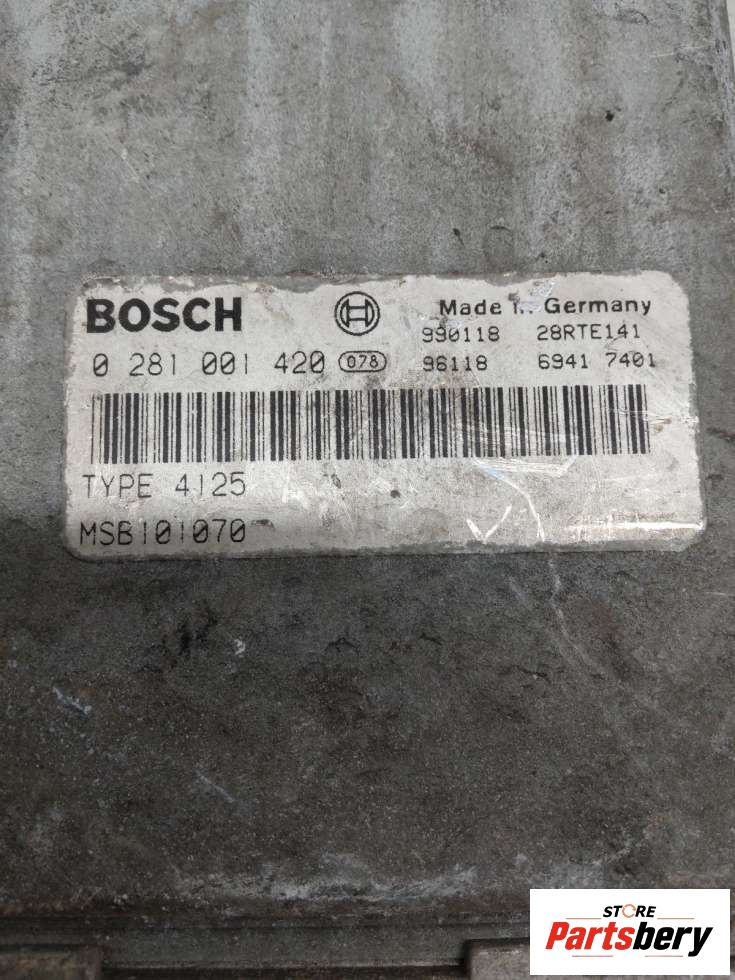 BOSCH Made in Germany
990118 28RTE141
0 281 001 420 078 96118 6941 7401
TYPE 4125
MSB101070
STORE
Partsbery